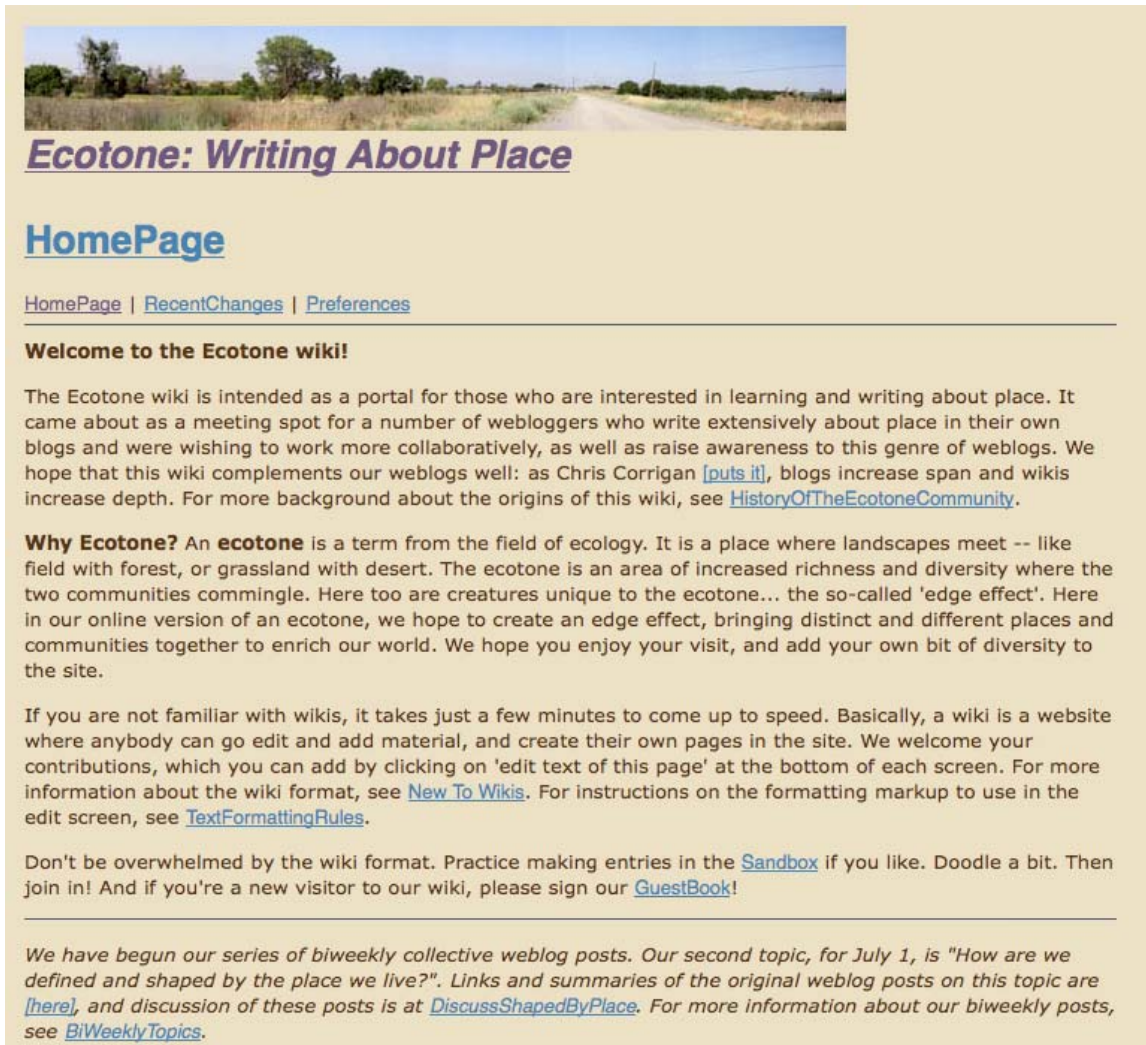 Ecotone: Writing About Place
HomePage
HomePage | RecentChanges | Preferences
Welcome to the Ecotone wiki!
The Ecotone wiki is intended as a portal for those who are interested in learning and writing about place. It
came about as a meeting spot for a number of webloggers who write extensively about place in their own
blogs and were wishing to work more collaboratively, as well as raise awareness to this genre of weblogs. We
hope that this wiki complements our weblogs well: as Chris Corrigan [puts it], blogs increase span and wikis
increase depth. For more background about the origins of this wiki, see HistoryOfTheEcotoneCommunity.
Why Ecotone? An ecotone is a term from the field of ecology. It is a place where landscapes meet -- like
field with forest, or grassland with desert. The ecotone is an area of increased richness and diversity where the
two communities commingle. Here too are creatures unique to the ecotone... the so-called 'edge effect'. Here
in our online version of an ecotone, we hope to create an edge effect, bringing distinct and different places and
communities together to enrich our world. We hope you enjoy your visit, and add your own bit of diversity to
the site.
If you are not familiar with wikis, it takes just a few minutes to come up to speed. Basically, a wiki is a website
where anybody can go edit and add material, and create their own pages in the site. We welcome your
contributions, which you can add by clicking on 'edit text of this page' at the bottom of each screen. For more
information about the wiki format, see New To Wikis. For instructions on the formatting markup to use in the
edit screen, see TextFormattingRules.
Don't be overwhelmed by the wiki format. Practice making entries in the Sandbox if you like. Doodle a bit. Then
join in! And if you're a new visitor to our wiki, please sign our GuestBook!
We have begun our series of biweekly collective weblog posts. Our second topic, for July 1, is "How are we
defined and shaped by the place we live?". Links and summaries of the original weblog posts on this topic are
[here], and discussion of these posts is at DiscussShapedByPlace. For more information about our biweekly posts,
see BiWeeklyTopics.